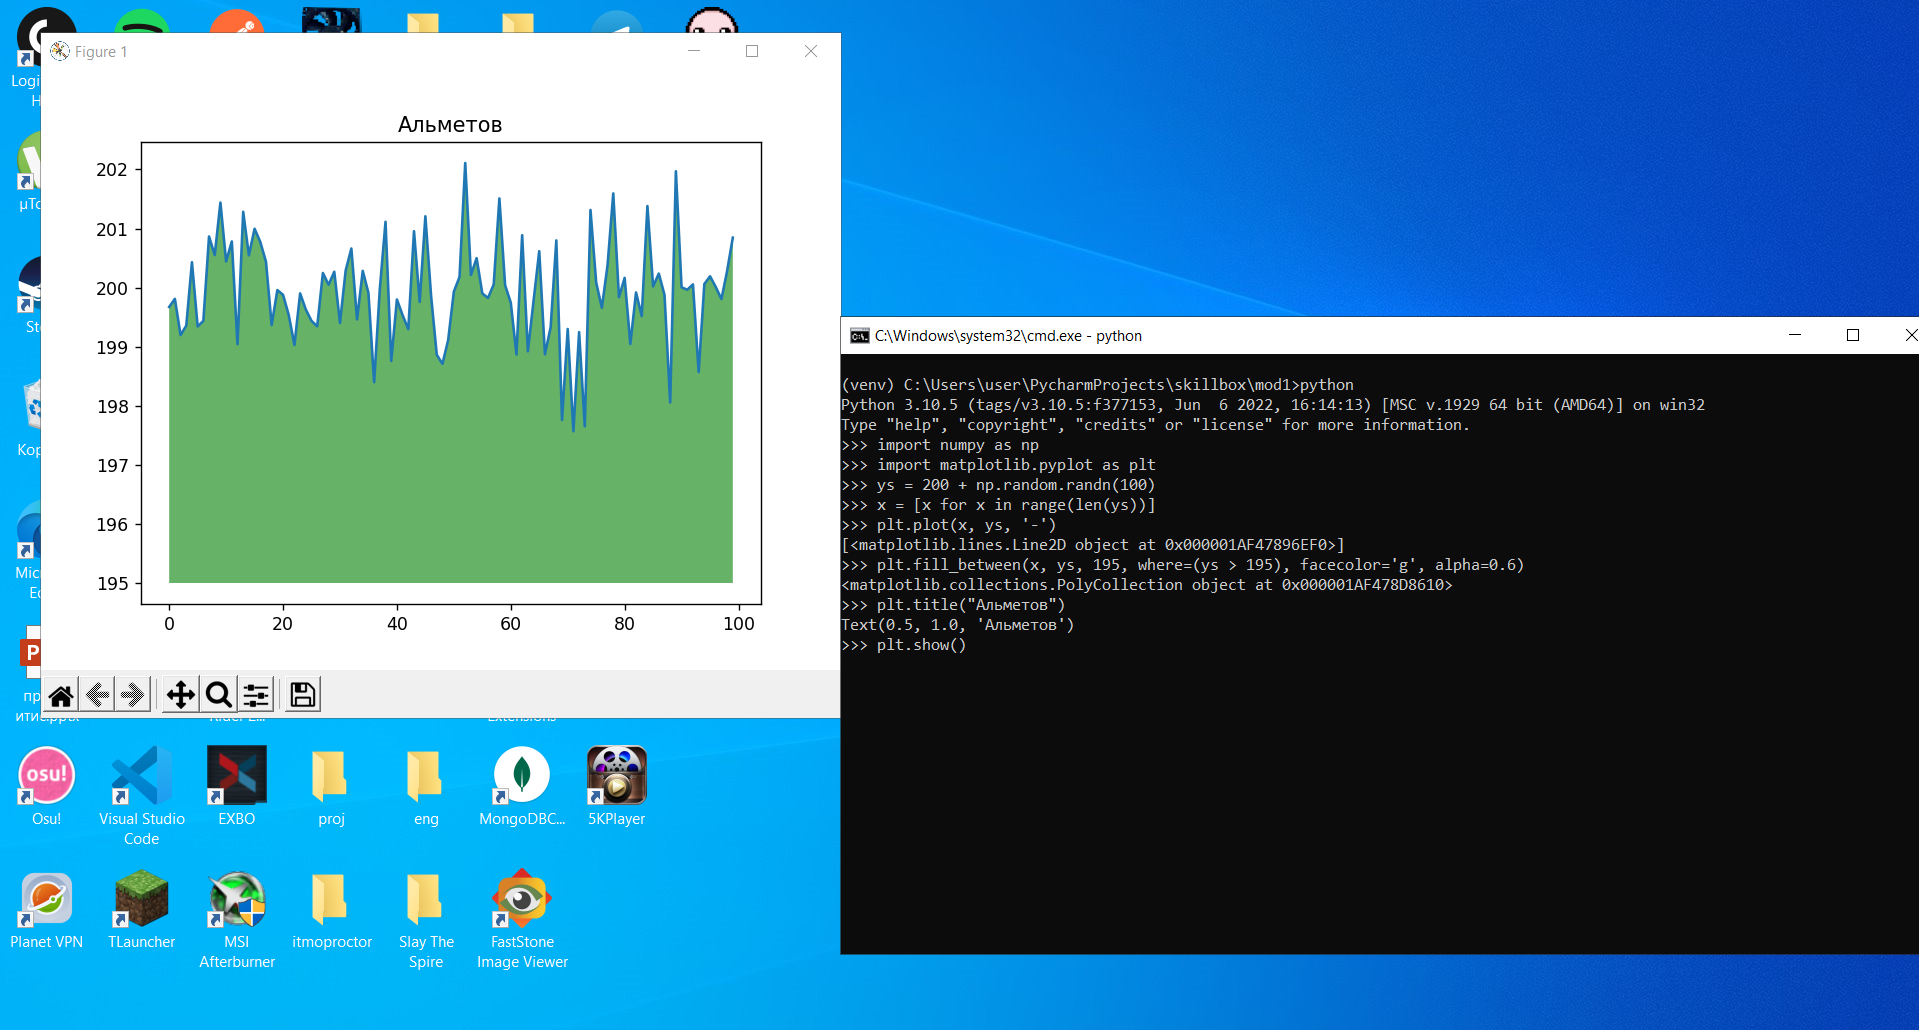 Figure 1
Альметов
202
201
200
199
198
197
196
195
0 20 40 60 80 100
C:\Windows\system32\cmd.exe - python
(venv) C:\Users\user\PycharmProjects\skillbox\mod1>python
Python 3.10.5 (tags/v3.10.5:f377153, Jun  6 2022, 16:14:13) [MSC v.1929 64 bit (AMD64)] on win32
Type "help", "copyright", "credits" or "license" for more information.
>>> import numpy as np
>>> import matplotlib.pyplot as plt
>>> ys = 200 + np.random.randn(100)
>>> x = [x for x in range(len(ys))]
>>> plt.plot(x, ys, '-')
[<matplotlib.lines.Line2D object at 0x000001AF47896EF0>]
>>> plt.fill_between(x, ys, 195, where=(ys > 195), facecolor='g', alpha=0.6)
<matplotlib.collections.PolyCollection object at 0x000001AF478D8610>
>>> plt.title("Альметов")
Text(0.5, 1.0, 'Альметов')
>>> plt.show()
Logi
H
µTo
St
Кор
Mic
E
P
пр
osu!
Osu!
Visual Studio
Code
EXBO
proj
eng
MongoDBC...
5KPlayer
Planet VPN
TLauncher
MSI
Afterburner
itmoproctor
Slay The
Spire
FastStone
Image Viewer